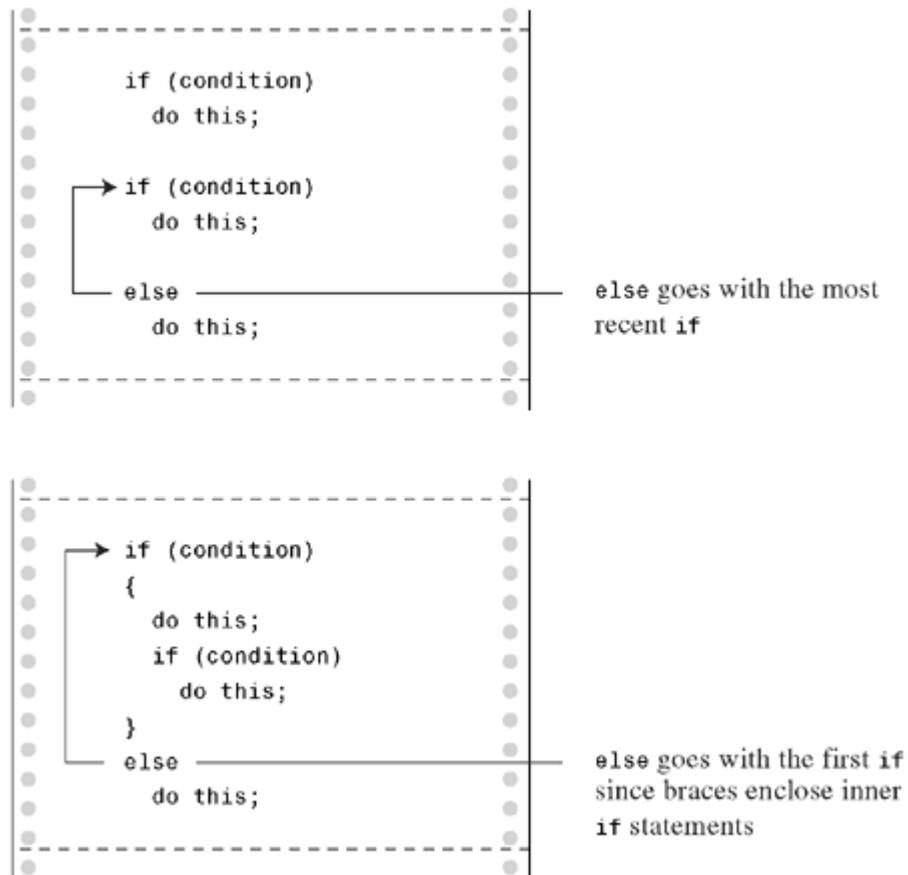 if (condition)
do this;
if (condition)
do this;
else
do this;
else goes with the most
recent if
if (condition)
{
do this;
if (condition)
do this;
}
else
do this;
else goes with the first if
since braces enclose inner
if statements